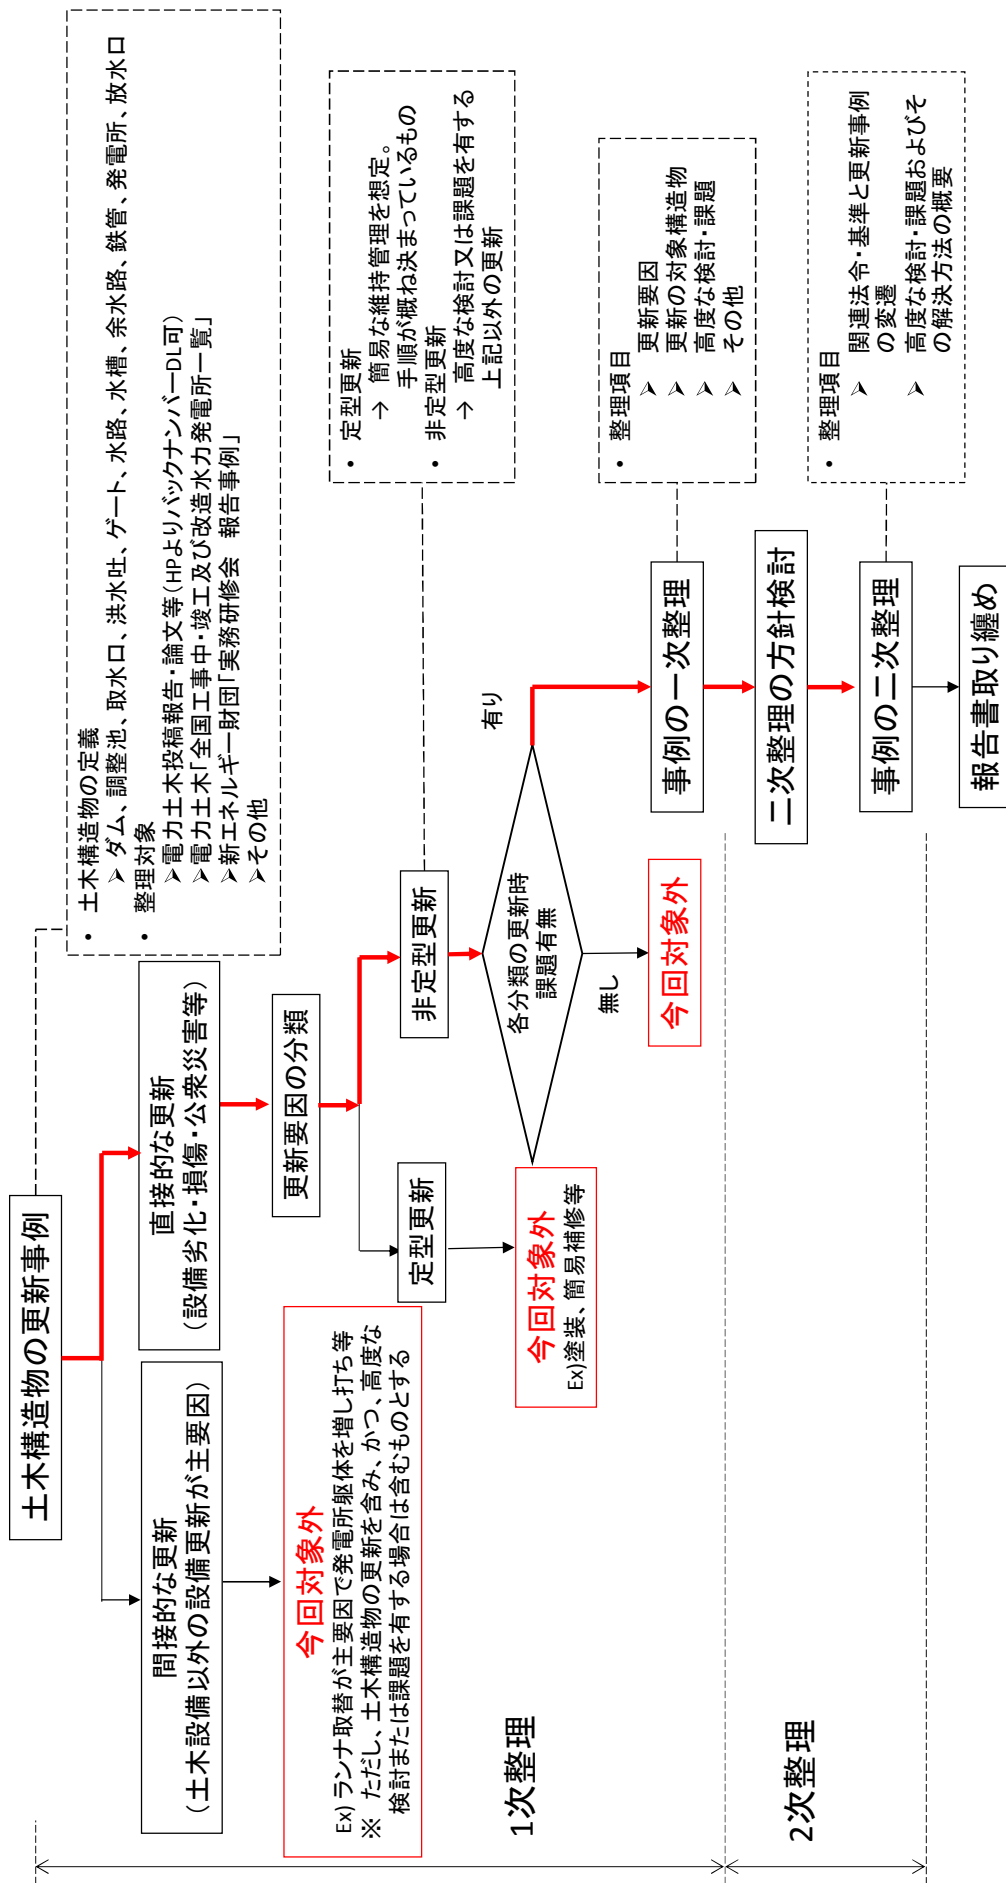 土木構造物の更新事例
• 土木構造物の定義
➢ ダム、調整池、取水口、洪水吐、ゲート、水路、水槽、余水路、鉄管、発電所、放水口
• 整理対象
➢電力土木投稿報告・論文等(HPよりバックナンバーDL可)
➢電力土木「全国工事中・竣工及び改造水力発電所一覧」
➢新エネルギー財団「実務研修会　報告事例」
➢その他
間接的な更新
(土木設備以外の設備更新が主要因)
直接的な更新
(設備劣化・損傷・公衆災害等)
今回対象外
Ex) ランナ取替が主要因で発電所躯体を増し打ち等
※ ただし、土木構造物の更新を含み、かつ、高度な
検討または課題を有する場合は含むものとする
更新要因の分類
定型更新
非定型更新
• 定型更新
→ 簡易な維持管理を想定。
手順が概ね決まっているもの
• 非定型更新
→ 高度な検討又は課題を有する
上記以外の更新
今回対象外
Ex)塗装、簡易補修等
各分類の更新時
課題有無
有り
無し
今回対象外
事例の一次整理
• 整理項目
➢ 更新要因
➢ 更新の対象構造物
➢ 高度な検討・課題
➢ その他
二次整理の方針検討
事例の二次整理
• 整理項目
➢ 関連法令・基準と更新事例
の変遷
➢ 高度な検討・課題およびそ
の解決方法の概要
報告書取り纏め
1次整理
2次整理